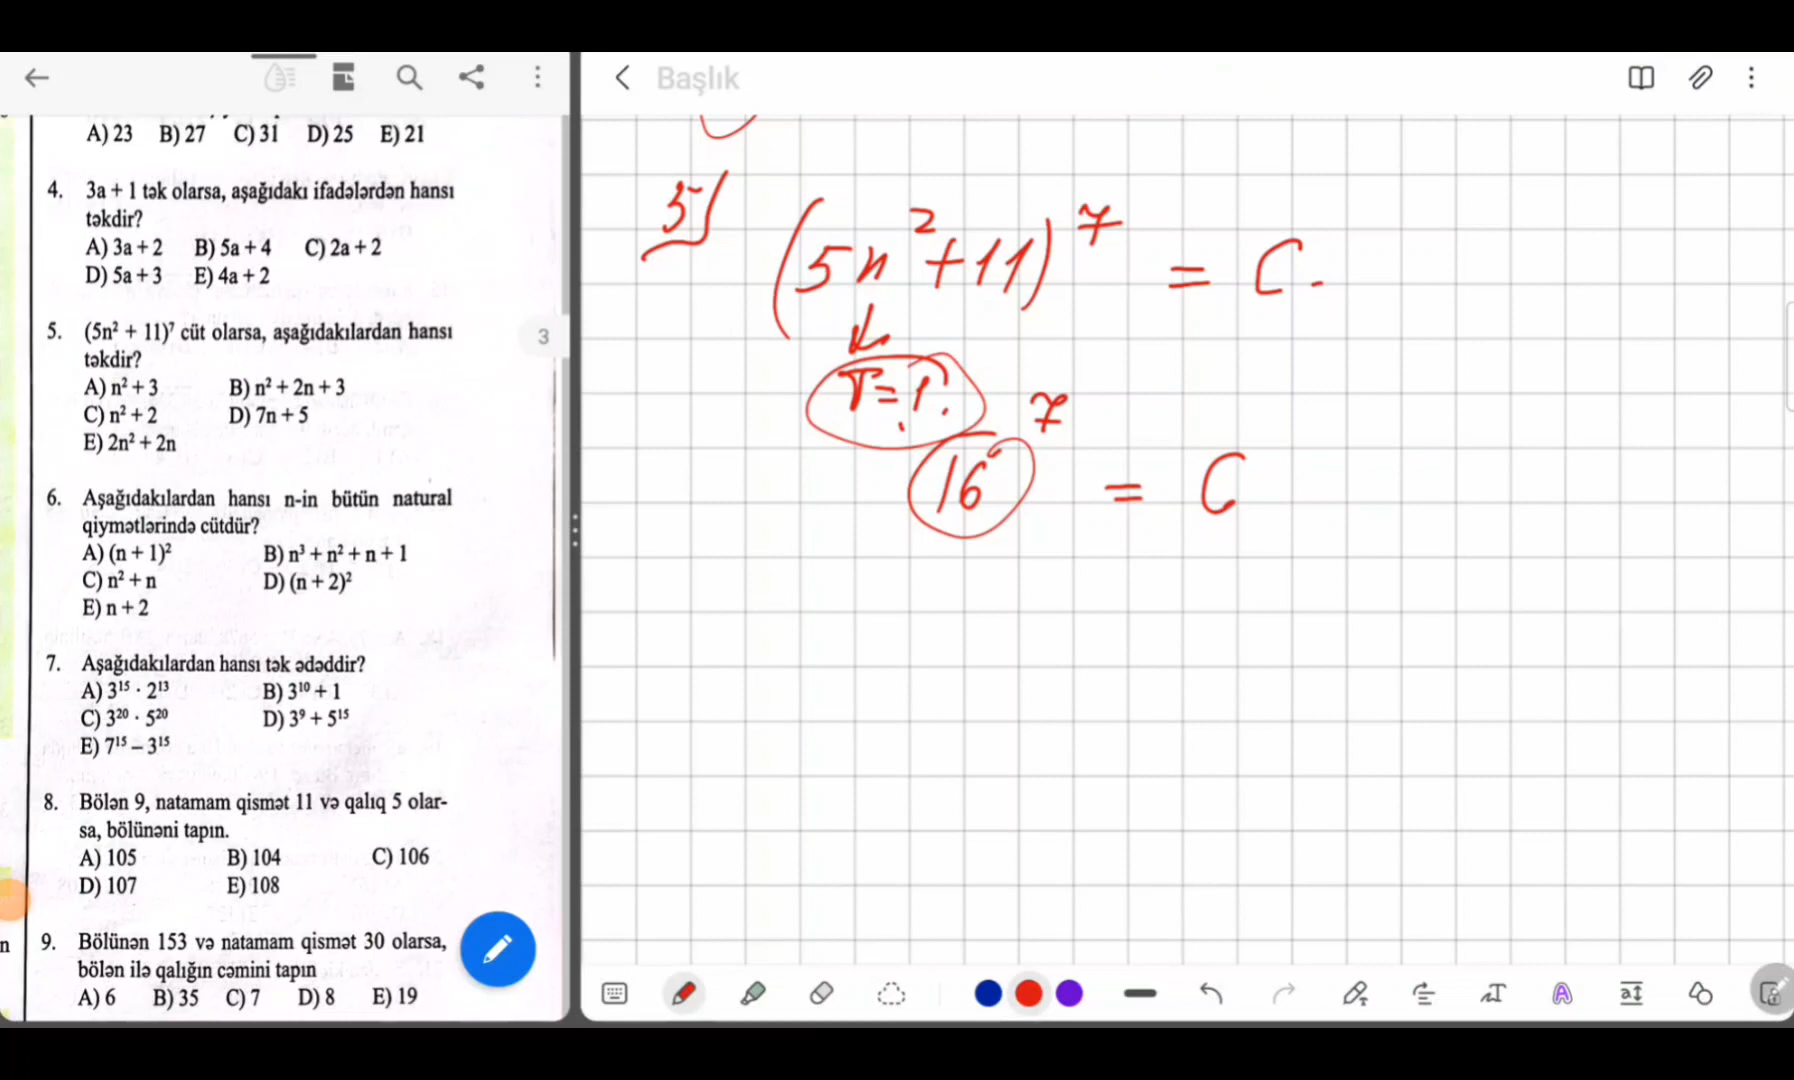 Başlık
A) 23 B) 27 C) 31 D) 25 E) 21
4. 3a + 1 tək olarsa, aşağıdakı ifadələrdən hansı
təkdir?
A) 3a + 2 B) 5a + 4 C) 2a + 2
D) 5a + 3 E) 4a + 2
5. (5n² + 11)⁷ cüt olarsa, aşağıdakılardan hansı
təkdir?
A) n² + 3 B) n² + 2n + 3
C) n² + 2 D) 7n + 5
E) 2n² + 2n
3
6. Aşağıdakılardan hansı n-in bütün natural
qiymətlərində cütdür?
A) (n + 1)² B) n³ + n² + n + 1
C) n² + n D) (n + 2)²
E) n + 2
7. Aşağıdakılardan hansı tək ədəddir?
A) 3¹⁵ · 2¹³ B) 3¹⁰ + 1
C) 3²⁰ · 5²⁰ D) 3⁹ + 5¹⁵
E) 7¹⁵ – 3¹⁵
8. Bölən 9, natamam qismət 11 və qalıq 5 olar-
sa, bölünəni tapın.
A) 105 B) 104 C) 106
D) 107 E) 108
n
9. Bölünən 153 və natamam qismət 30 olarsa,
bölən ilə qalığın cəmini tapın
A) 6 B) 35 C) 7 D) 8 E) 19
5) (5n² + 11)⁷ = C.
T = 1.
16⁷ = C